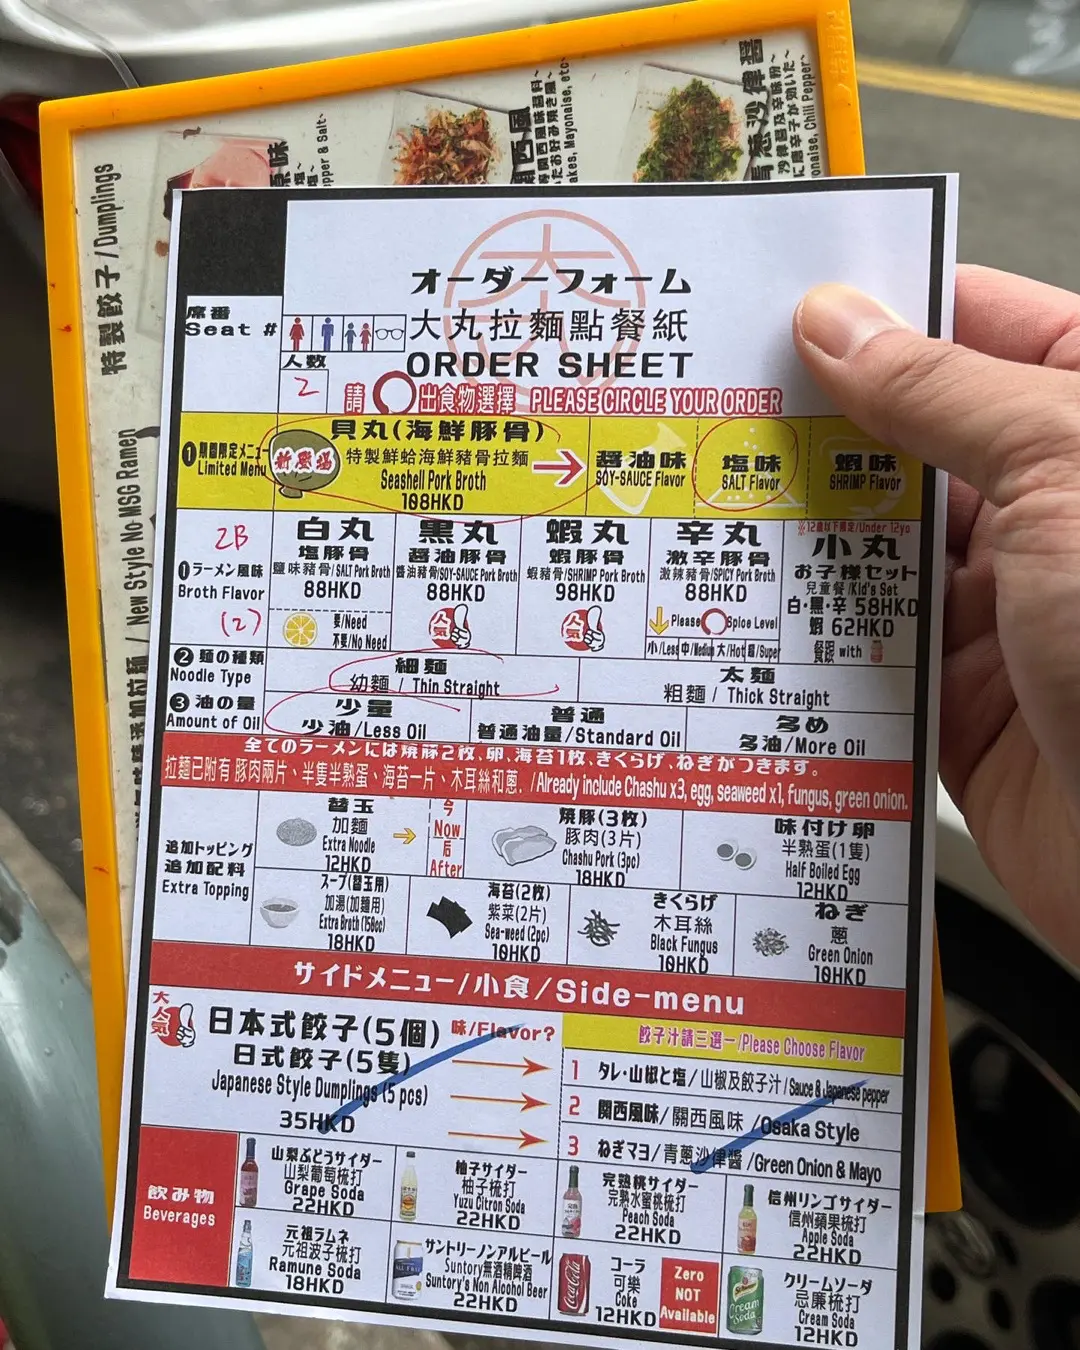 特製餃子/Dumplings
New Style No MSG Ramen
オーダーフォーム
大丸拉麵點餐紙
ORDER SHEET
席番
Seat #
人数
2
請 出食物選擇 PLEASE CIRCLE YOUR ORDER
❶期間限定メニュー
Limited Menu
新登場
貝丸(海鮮豚骨)
特製鮮蛤海鮮豬骨拉麵
Seashell Pork Broth
108HKD
醤油味
SOY-SAUCE Flavor
塩味
SALT Flavor
蝦味
SHRIMP Flavor
2B
❶ラーメン風味
Broth Flavor
(2)
白丸
塩豚骨
鹽味豬骨/SALT Pork Broth
88HKD
要/Need
不要/No Need
黒丸
醤油豚骨
醬油豬骨/SOY-SAUCE Pork Broth
88HKD
人気
蝦丸
蝦豚骨
蝦豬骨/SHRIMP Pork Broth
98HKD
人気
辛丸
激辛豚骨
激辣豬骨/SPICY Pork Broth
88HKD
Please Spice Level
小/Less 中/Medium 大/Hot 超/Super
※12歳以下限定/Under 12yo
小丸
お子様セット
兒童餐/Kid's Set
白・黒・辛 58HKD
蝦 62HKD
餐跟 with
❷麺の種類
Noodle Type
細麺
幼麵 / Thin Straight
太麺
粗麵 / Thick Straight
❸油の量
Amount of Oil
少量
少油/Less Oil
普通
普通油量/Standard Oil
多め
多油/More Oil
全てのラーメンには焼豚2枚、卵、海苔1枚、きくらげ、ねぎがつきます。
拉麵已附有 豚肉兩片、半隻半熟蛋、海苔一片、木耳絲和蔥. /Already include Chashu x3, egg, seaweed x1, fungus, green onion.
追加トッピング
追加配料
Extra Topping
替玉
加麵
Extra Noodle
12HKD
今
Now
后
After
焼豚(3枚)
豚肉(3片)
Chashu Pork (3pc)
18HKD
味付け卵
半熟蛋(1隻)
Half Boiled Egg
12HKD
スープ(替玉用)
加湯(加麵用)
Extra Broth (150cc)
18HKD
海苔(2枚)
紫菜(2片)
Sea-weed (2pc)
10HKD
きくらげ
木耳絲
Black Fungus
10HKD
ねぎ
蔥
Green Onion
10HKD
サイドメニュー/小食/Side-menu
大人気
日本式餃子(5個)
日式餃子(5隻)
Japanese Style Dumplings (5 pcs)
35HKD
味/Flavor?
餃子汁請三選一/Please Choose Flavor
1 タレ・山椒と塩/山椒及餃子汁/Sauce & Japanese pepper
2 関西風味/關西風味 /Osaka Style
3 ねぎマヨ/青蔥沙律醬/Green Onion & Mayo
飲み物
Beverages
山梨ぶどうサイダー
山梨葡萄梳打
Grape Soda
22HKD
柚子サイダー
柚子梳打
Yuzu Citron Soda
22HKD
完熟桃サイダー
完熟水蜜桃梳打
Peach Soda
22HKD
信州リンゴサイダー
信州蘋果梳打
Apple Soda
22HKD
元祖ラムネ
元祖波子梳打
Ramune Soda
18HKD
サントリーノンアルビール
Suntory無酒精啤酒
Suntory's Non Alcohol Beer
22HKD
コーラ
可樂
Coke
12HKD
Zero
NOT
Available
クリームソーダ
忌廉梳打
Cream Soda
12HKD